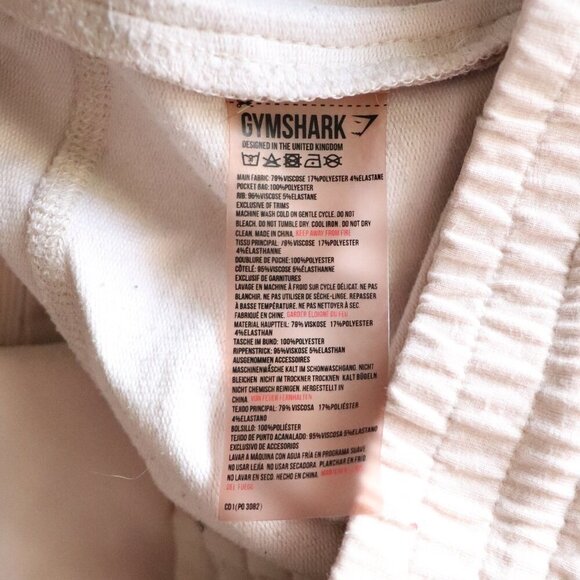 GYMSHARK
DESIGNED IN THE UNITED KINGDOM
MAIN FABRIC: 79%VISCOSE 17%POLYESTER 4%ELASTANE
POCKET BAG:100%POLYESTER
RIB: 95%VISCOSE 5%ELASTANE
EXCLUSIVE OF TRIMS
MACHINE WASH COLD ON GENTLE CYCLE. DO NOT
BLEACH. DO NOT TUMBLE DRY. COOL IRON. DO NOT DRY
CLEAN. MADE IN CHINA. KEEP AWAY FROM FIRE
TISSU PRINCIPAL: 79% VISCOSE 17%POLYESTER
4%ÉLASTHANNE
DOUBLURE DE POCHE:100%POLYESTER
CÔTELÉ: 95%VISCOSE 5%ÉLASTHANNE
EXCLUSIF DE GARNITURES
LAVAGE EN MACHINE À FROID SUR CYCLE DÉLICAT. NE PAS
BLANCHIR. NE PAS UTILISER DE SÈCHE-LINGE. REPASSER
À BASSE TEMPÉRATURE. NE PAS NETTOYER À SEC.
FABRIQUÉ EN CHINE. GARDER ÉLOIGNÉ DU FEU
MATERIAL HAUPTTEIL: 79% VISKOSE 17%POLYESTER
4%ELASTHAN
TASCHE IM BUND: 100%POLYESTER
RIPPENSTRICK: 95%VISKOSE 5%ELASTHAN
AUSGENOMMEN ACCESSOIRES
MASCHINENWÄSCHE KALT IM SCHONWASCHGANG. NICHT
BLEICHEN NICHT IM TROCKNER TROCKNEN KALT BÜGELN
NICHT CHEMISCH REINIGEN. HERGESTELLT IN
CHINA. VON FEUER FERNHALTEN
TEJIDO PRINCIPAL: 79% VISCOSA 17%POLIÉSTER
4%ELASTANO
BOLSILLO: 100%POLIÉSTER
TEJIDO DE PUNTO ACANALADO: 95%VISCOSA 5%ELASTANO
EXCLUSIVO DE ACCESORIOS
LAVAR A MÁQUINA CON AGUA FRÍA EN PROGRAMA SUAVE
NO USAR LEJÍA. NO USAR SECADORA. PLANCHAR EN FRÍO
NO LAVAR EN SECO. HECHO EN CHINA.
DEL FUEGO
CD1(PO 3082)